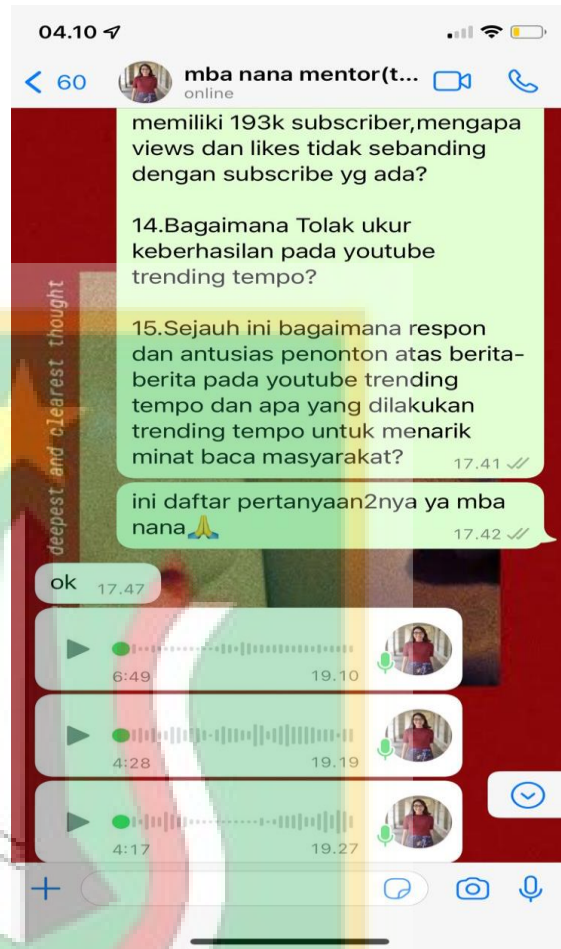 04.10
60
mba nana mentor(t...
online
memiliki 193k subscriber,mengapa
views dan likes tidak sebanding
dengan subscribe yg ada?
14.Bagaimana Tolak ukur
keberhasilan pada youtube
trending tempo?
15.Sejauh ini bagaimana respon
dan antusias penonton atas berita-
berita pada youtube trending
tempo dan apa yang dilakukan
trending tempo untuk menarik
minat baca masyarakat?
17.41
ini daftar pertanyaan2nya ya mba
nana🙏
17.42
deepest and clearest thought
ok 17.47
6:49 19.10
4:28 19.19
4:17 19.27